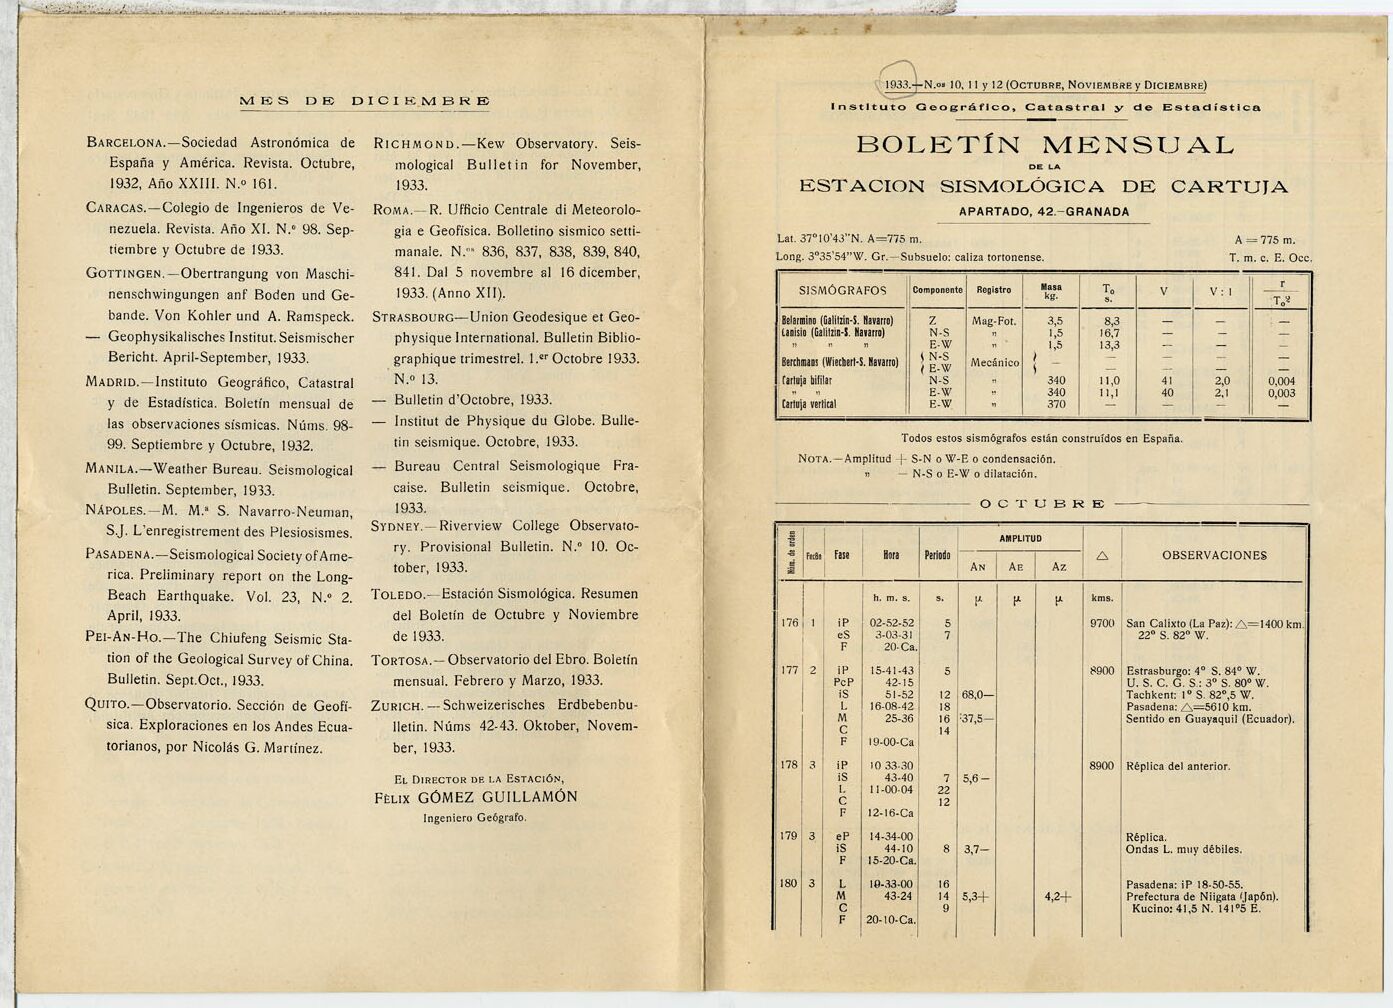 MES DE DICIEMBRE
BARCELONA.—Sociedad Astronómica de
España y América. Revista. Octubre,
1932, Año XXIII. N.º 161.
CARACAS.—Colegio de Ingenieros de Ve-
nezuela. Revista. Año XI. N.º 98. Sep-
tiembre y Octubre de 1933.
GOTTINGEN.—Obertrangung von Maschi-
nenschwingungen anf Boden und Ge-
bande. Von Kohler und A. Ramspeck.
— Geophysikalisches Institut. Seismischer
Bericht. April-September, 1933.
MADRID.—Instituto Geográfico, Catastral
y de Estadística. Boletín mensual de
las observaciones sísmicas. Núms. 98-
99. Septiembre y Octubre, 1932.
MANILA.—Weather Bureau. Seismological
Bulletin. September, 1933.
NÁPOLES.—M. M.ª S. Navarro-Neuman,
S.J. L'enregistrement des Plesiosismes.
PASADENA.—Seismological Society of Ame-
rica. Preliminary report on the Long-
Beach Earthquake. Vol. 23, N.º 2.
April, 1933.
PEI-AN-HO.—The Chiufeng Seismic Sta-
tion of the Geological Survey of China.
Bulletin. Sept.Oct., 1933.
QUITO.—Observatorio. Sección de Geofí-
sica. Exploraciones en los Andes Ecua-
torianos, por Nicolás G. Martínez.
RICHMOND.—Kew Observatory. Seis-
mological Bulletin for November,
1933.
ROMA.—R. Ufficio Centrale di Meteorolo-
gia e Geofísica. Bolletino sismico setti-
manale. N.ºs 836, 837, 838, 839, 840,
841. Dal 5 novembre al 16 dicember,
1933. (Anno XII).
STRASBOURG—Union Geodesique et Geo-
physique International. Bulletin Biblio-
graphique trimestrel. 1.er Octobre 1933.
N.º 13.
— Bulletin d'Octobre, 1933.
— Institut de Physique du Globe. Bulle-
tin seismique. Octobre, 1933.
— Bureau Central Seismologique Fra-
caise. Bulletin seismique. Octobre,
1933.
SYDNEY.—Riverview College Observato-
ry. Provisional Bulletin. N.º 10. Oc-
tober, 1933.
TOLEDO.—Estación Sismológica. Resumen
del Boletín de Octubre y Noviembre
de 1933.
TORTOSA.—Observatorio del Ebro. Boletín
mensual. Febrero y Marzo, 1933.
ZURICH.—Schweizerisches Erdbebenbu-
lletin. Núms 42-43. Oktober, Novem-
ber, 1933.
EL DIRECTOR DE LA ESTACIÓN,
FÈLIX GÓMEZ GUILLAMÓN
Ingeniero Geógrafo.
1933.—N.os 10, 11 y 12 (OCTUBRE, NOVIEMBRE Y DICIEMBRE)
Instituto Geográfico, Catastral y de Estadística
BOLETÍN MENSUAL
DE LA
ESTACION SISMOLÓGICA DE CARTUJA
APARTADO, 42.-GRANADA
Lat. 37°10'43"N. A=775 m. A = 775 m.
Long. 3°35'54"W. Gr.—Subsuelo: caliza tortonense. T. m. c. E. Occ.
SISMÓGRAFOS Componente Registro Masa kg. T₀ s. V V : 1 r / T₀²
Belarmino (Galitzin-S. Navarro) Z Mag-Fot. 3,5 8,3 — — —
Lanisio (Galitzin-S. Navarro) N-S " 1,5 16,7 — — —
" " " E-W " 1,5 13,3 — — —
Berchmans (Wiechert-S. Navarro) { N-S Mecánico } — — — — —
{ E-W
Cartuja bifilar N-S " 340 11,0 41 2,0 0,004
" " E-W " 340 11,1 40 2,1 0,003
Cartuja vertical E-W " 370 — — — —
Todos estos sismógrafos están construídos en España.
NOTA.—Amplitud + S-N o W-E o condensación.
" — N-S o E-W o dilatación.
OCTUBRE
Núm. de orden Fecha Fase Hora Periodo AMPLITUD △ OBSERVACIONES
AN AE AZ
h. m. s. s. μ μ μ kms.
176 1 iP 02-52-52 5 9700 San Calixto (La Paz): △=1400 km.
eS 3-03-31 7 22º S. 82º W.
F 20-Ca.
177 2 iP 15-41-43 5 8900 Estrasburgo: 4º S. 84º W.
PcP 42-15 U. S. C. G. S.: 3º S. 80º W.
iS 51-52 12 68,0— Tachkent: 1º S. 82º,5 W.
L 16-08-42 18 Pasadena: △=5610 km.
M 25-36 16 37,5— Sentido en Guayaquil (Ecuador).
C 14
F 19-00-Ca
178 3 iP 10 33-30 8900 Réplica del anterior.
iS 43-40 7 5,6—
L 11-00-04 22
C 12
F 12-16-Ca
179 3 eP 14-34-00 Réplica.
iS 44-10 8 3,7— Ondas L. muy débiles.
F 15-20-Ca.
180 3 L 19-33-00 16 Pasadena: iP 18-50-55.
M 43-24 14 5,3+ 4,2+ Prefectura de Niigata (Japón).
C 9 Kucino: 41,5 N. 141º5 E.
F 20-10-Ca.